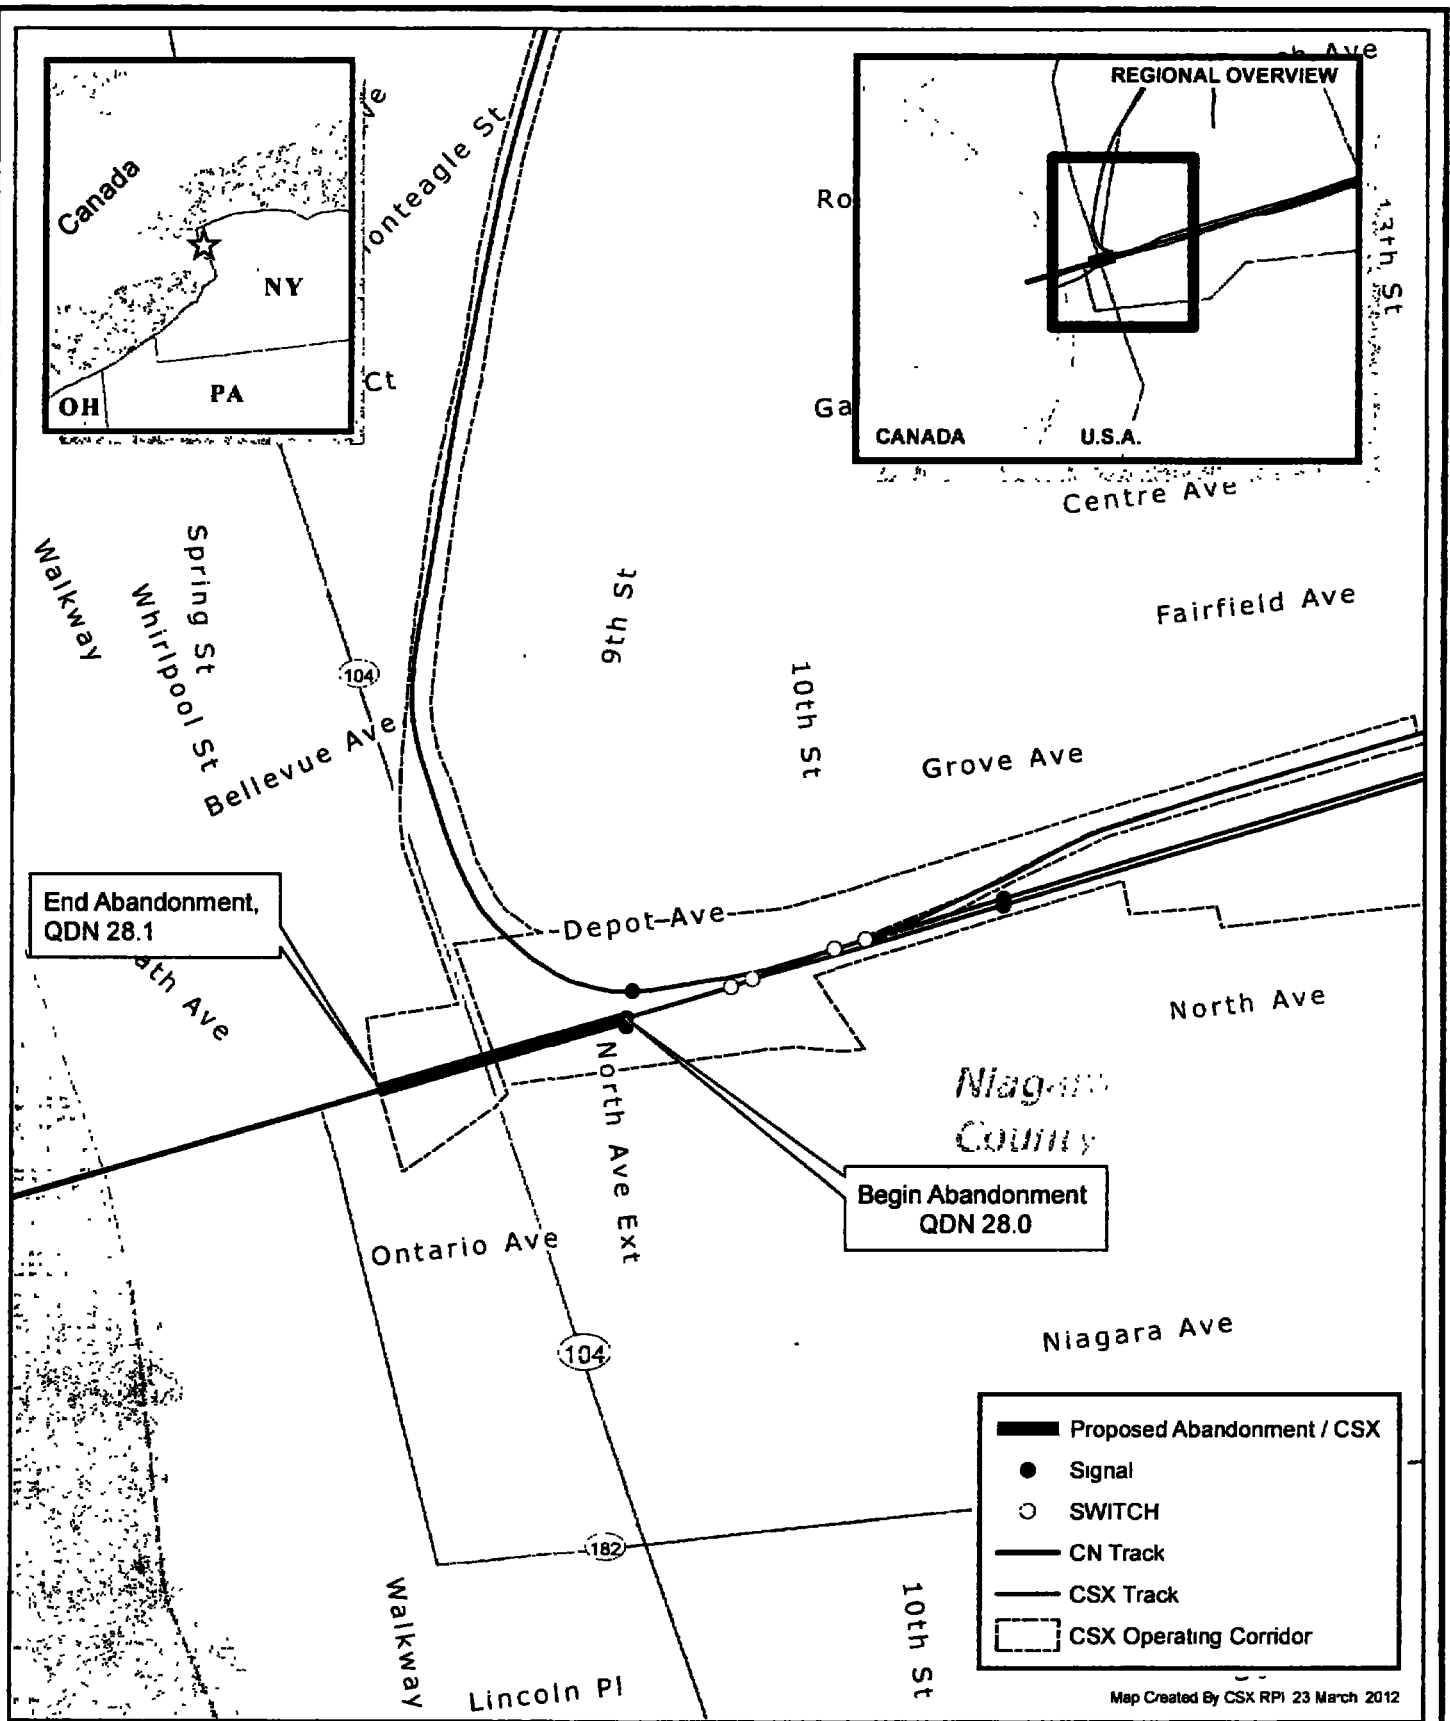 REGIONAL OVERVIEW
Canada
NY
PA
OH
CANADA
U.S.A.
13th St
Ct
Centre Ave
Walkway
Spring St
Whirlpool St
9th St
10th St
Fairfield Ave
104
Bellevue Ave
Grove Ave
End Abandonment,
QDN 28.1
Depot Ave
North Ave
North Ave Ext
Niagara
County
Begin Abandonment
QDN 28.0
Ontario Ave
104
Niagara Ave
Proposed Abandonment / CSX
Signal
SWITCH
CN Track
CSX Track
CSX Operating Corridor
182
Walkway
Lincoln Pl
10th St
Map Created By CSX RPI 23 March 2012